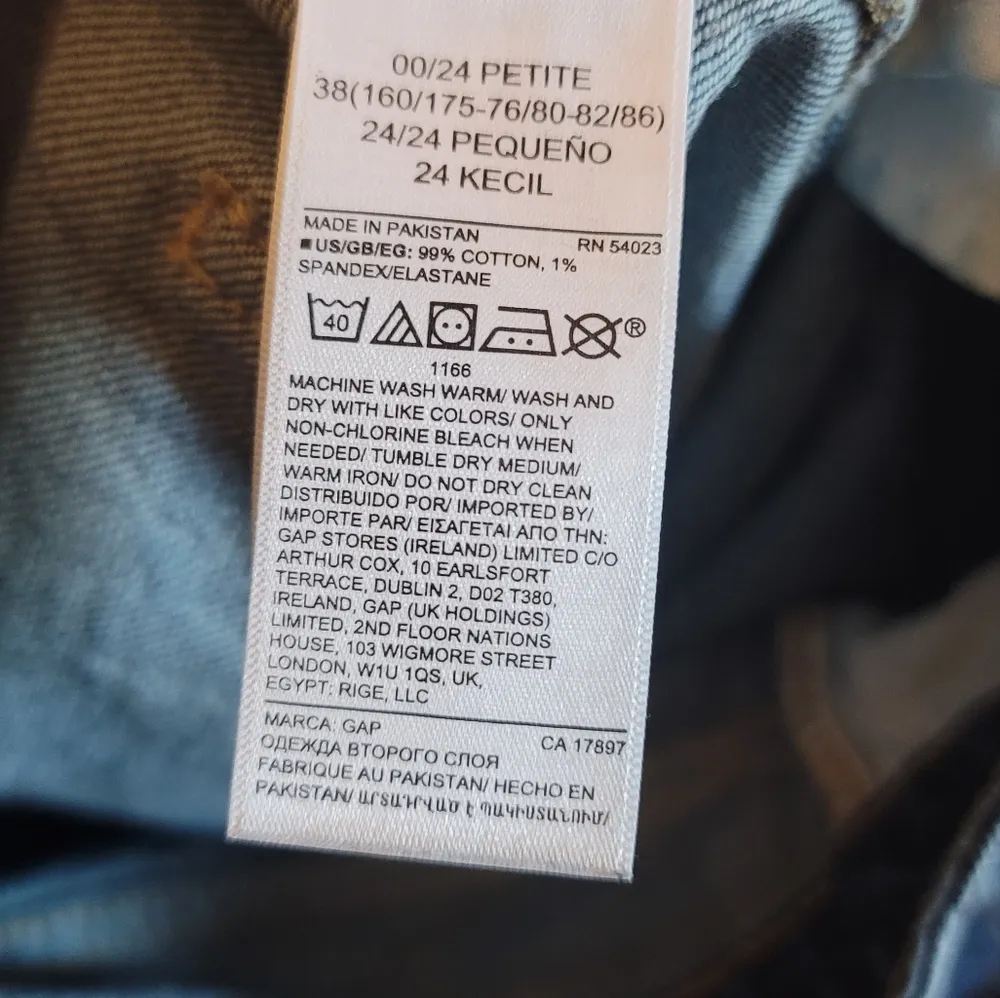 00/24 PETITE
38(160/175-76/80-82/86)
24/24 PEQUEÑO
24 KECIL
MADE IN PAKISTAN RN 54023
■US/GB/EG: 99% COTTON, 1%
SPANDEX/ELASTANE
40 ®
1166
MACHINE WASH WARM/ WASH AND
DRY WITH LIKE COLORS/ ONLY
NON-CHLORINE BLEACH WHEN
NEEDED/ TUMBLE DRY MEDIUM/
WARM IRON/ DO NOT DRY CLEAN
DISTRIBUIDO POR/ IMPORTED BY/
IMPORTE PAR/ ΕΙΣΑΓΕΤΑΙ ΑΠΟ ΤΗΝ:
GAP STORES (IRELAND) LIMITED C/O
ARTHUR COX, 10 EARLSFORT
TERRACE, DUBLIN 2, D02 T380,
IRELAND, GAP (UK HOLDINGS)
LIMITED, 2ND FLOOR NATIONS
HOUSE, 103 WIGMORE STREET
LONDON, W1U 1QS, UK,
EGYPT: RIGE, LLC
MARCA: GAP CA 17897
ОДЕЖДА ВТОРОГО СЛОЯ
FABRIQUE AU PAKISTAN/ HECHO EN
PAKISTAN/ ԱՐՏԱԴՐՎԱԾ Է ՊԱԿԻՍՏԱՆՈՒՄ/